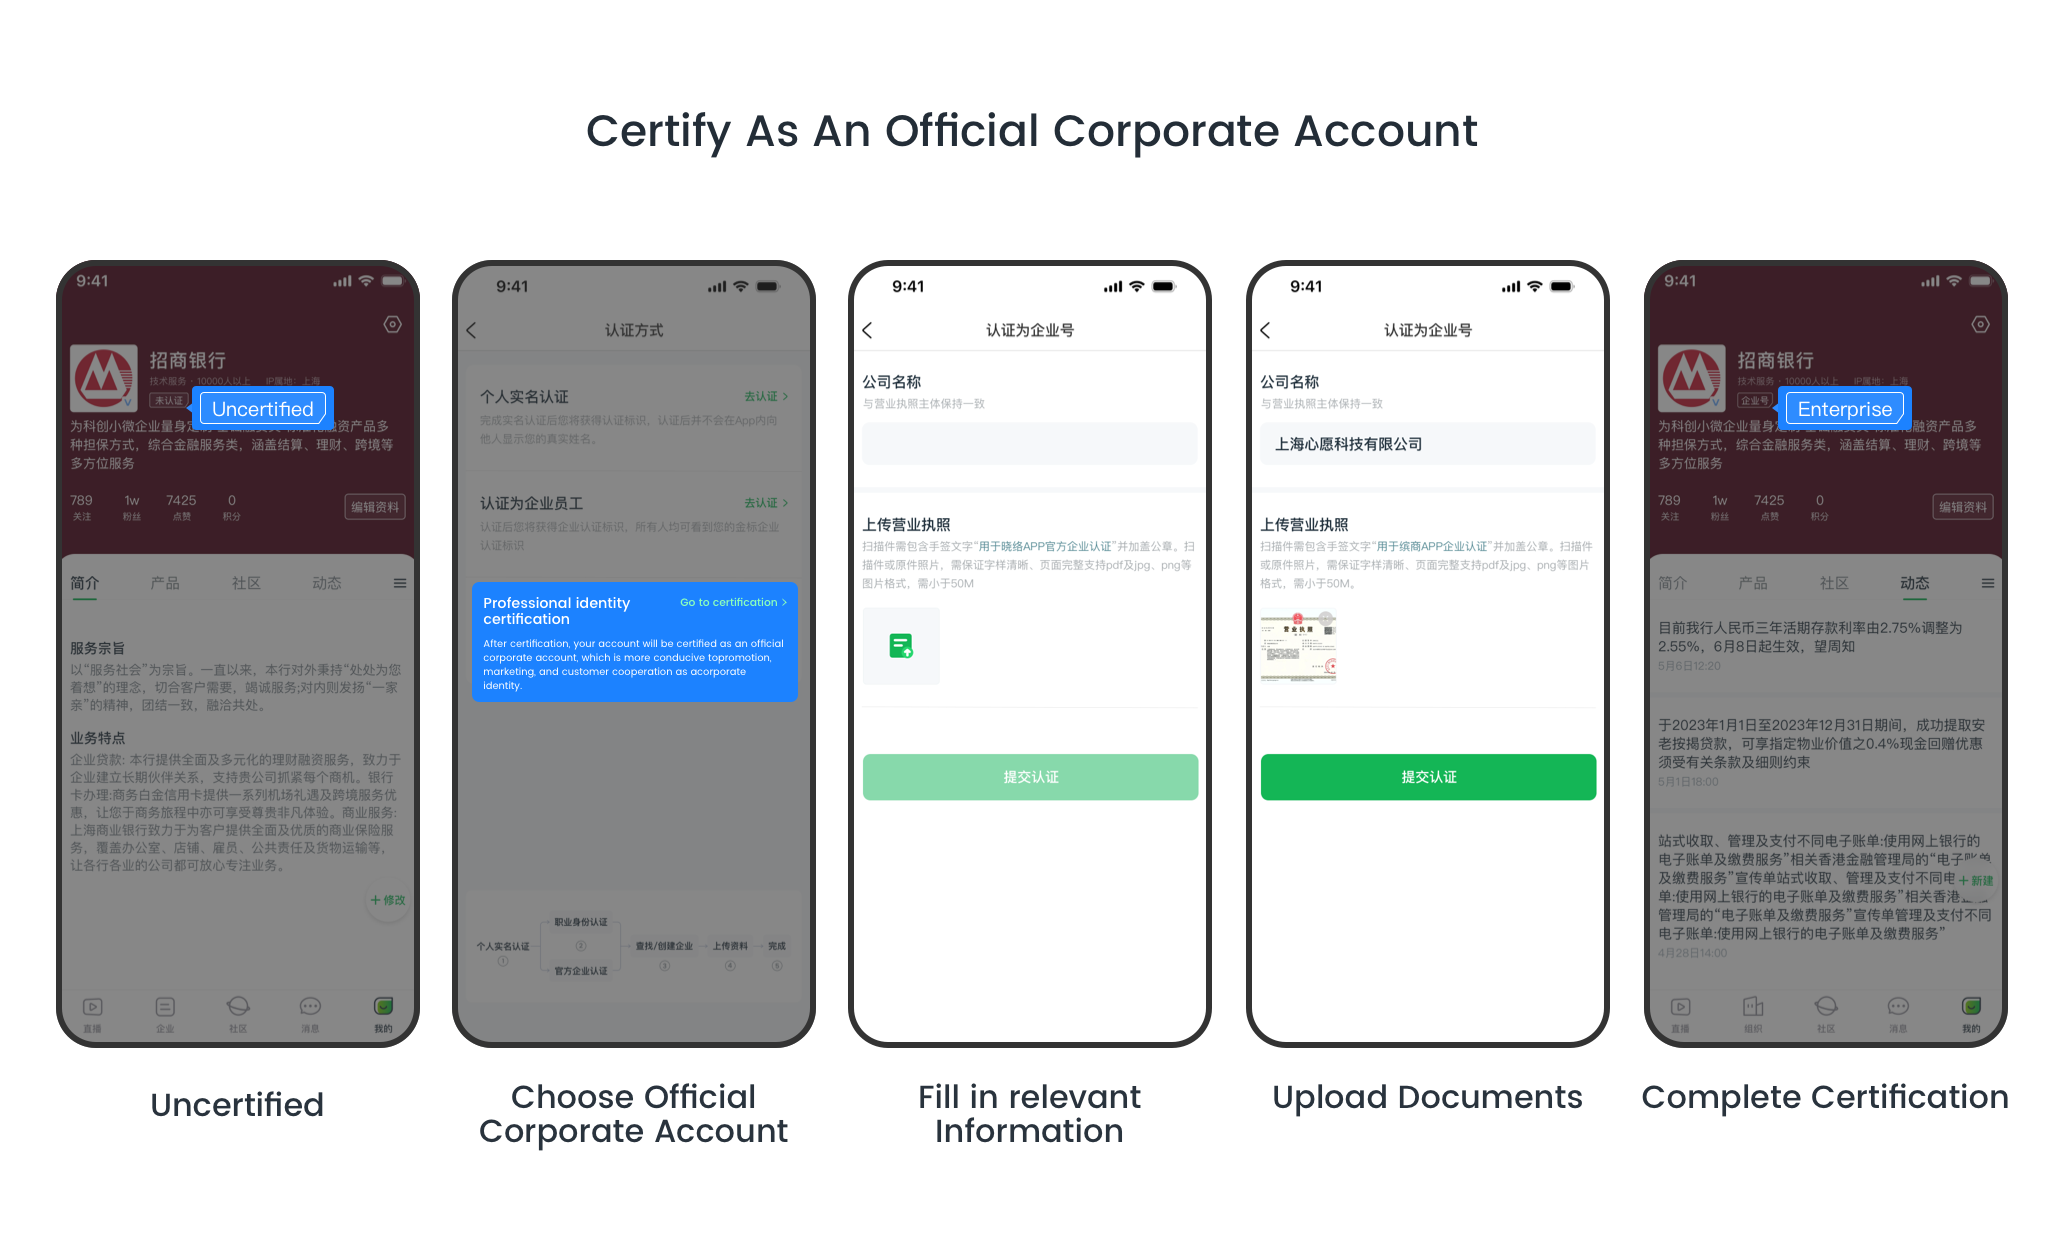 Certify As An Official Corporate Account
9:41
招商银行
技术服务・10000人以上 IP属地：上海
未认证
Uncertified
种担保方式，综合金融服务类，涵盖结算、理财、跨境等
多方位服务
789 1w 7425 0
关注 粉丝 点赞 积分
编辑资料
简介 产品 社区 动态
服务宗旨
以“服务社会”为宗旨。一直以来，本行对外秉持“处处为您
着想”的理念，切合客户需要，竭诚服务;对内则发扬“一家
亲”的精神，团结一致，融洽共处。
业务特点
企业贷款: 本行提供全面及多元化的理财融资服务，致力于
企业建立长期伙伴关系，支持贵公司抓紧每个商机。银行
卡办理:商务白金信用卡提供一系列机场礼遇及跨境服务优
惠，让您于商务旅程中亦可享受尊贵非凡体验。商业服务:
上海商业银行致力于为客户提供全面及优质的商业保险服
务，覆盖办公室、店铺、雇员、公共责任及货物运输等，
让各行各业的公司都可放心专注业务。
+ 修改
直播 企业 社区 消息 我的
Uncertified
9:41
认证方式
个人实名认证 去认证 >
完成实名认证后您将获得认证标识，认证后并不会在App内向
他人显示您的真实姓名。
认证为企业员工 去认证 >
认证后您将获得企业认证标识，所有人均可看到您的金标企业
认证标识
Professional identity
certification
Go to certification >
After certification, your account will be certified as an official
corporate account, which is more conducive topromotion,
marketing, and customer cooperation as acorporate
identity.
职业身份认证
个人实名认证 ② 查找/创建企业 上传资料 完成
① 官方企业认证 ③ ④ ⑤
Choose Official
Corporate Account
9:41
认证为企业号
公司名称
与营业执照主体保持一致
上传营业执照
扫描件需包含手签文字“用于晓络APP官方企业认证”并加盖公章。扫
描件或原件照片，需保证字样清晰、页面完整支持pdf及jpg、png等
图片格式，需小于50M
提交认证
Fill in relevant
Information
9:41
认证为企业号
公司名称
与营业执照主体保持一致
上海心愿科技有限公司
上传营业执照
扫描件需包含手签文字“用于缤商APP企业认证”并加盖公章。扫描件
或原件照片，需保证字样清晰、页面完整支持pdf及jpg、png等图片
格式，需小于50M。
营业执照
提交认证
Upload Documents
9:41
招商银行
技术服务・10000人以上 IP属地：上海
企业号
Enterprise
种担保方式，综合金融服务类，涵盖结算、理财、跨境等
多方位服务
789 1w 7425 0
关注 粉丝 点赞 积分
编辑资料
简介 产品 社区 动态
目前我行人民币三年活期存款利率由2.75%调整为
2.55%，6月8日起生效，望周知
5月6日12:20
于2023年1月1日至2023年12月31日期间，成功提取安
老按揭贷款，可享指定物业价值之0.4%现金回赠优惠
须受有关条款及细则约束
5月1日18:00
站式收取、管理及支付不同电子账单:使用网上银行的
电子账单及缴费服务”相关香港金融管理局的“电子账单
及缴费服务”宣传单站式收取、管理及支付不同电
+ 新建
单:使用网上银行的电子账单及缴费服务”相关香港
管理局的“电子账单及缴费服务”宣传单管理及支付不同
电子账单:使用网上银行的电子账单及缴费服务”
4月28日14:00
直播 组织 社区 消息 我的
Complete Certification